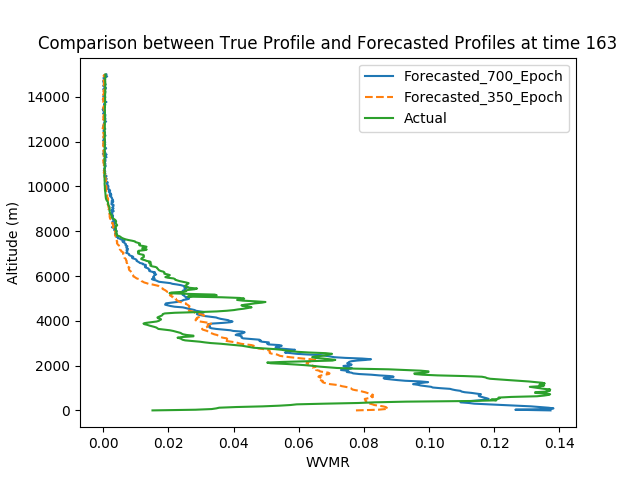 Comparison between True Profile and Forecasted Profiles at time 163
Forecasted_700_Epoch
Forecasted_350_Epoch
Actual
Altitude (m)
14000
12000
10000
8000
6000
4000
2000
0
0.00 0.02 0.04 0.06 0.08 0.10 0.12 0.14
WVMR